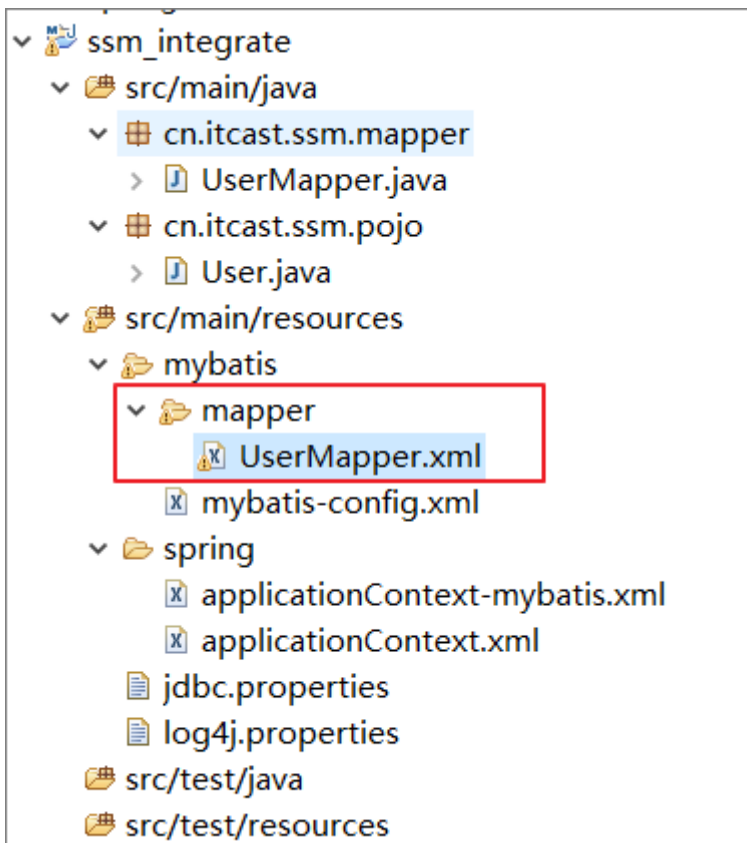 ssm_integrate
src/main/java
cn.itcast.ssm.mapper
UserMapper.java
cn.itcast.ssm.pojo
User.java
src/main/resources
mybatis
mapper
UserMapper.xml
mybatis-config.xml
spring
applicationContext-mybatis.xml
applicationContext.xml
jdbc.properties
log4j.properties
src/test/java
src/test/resources